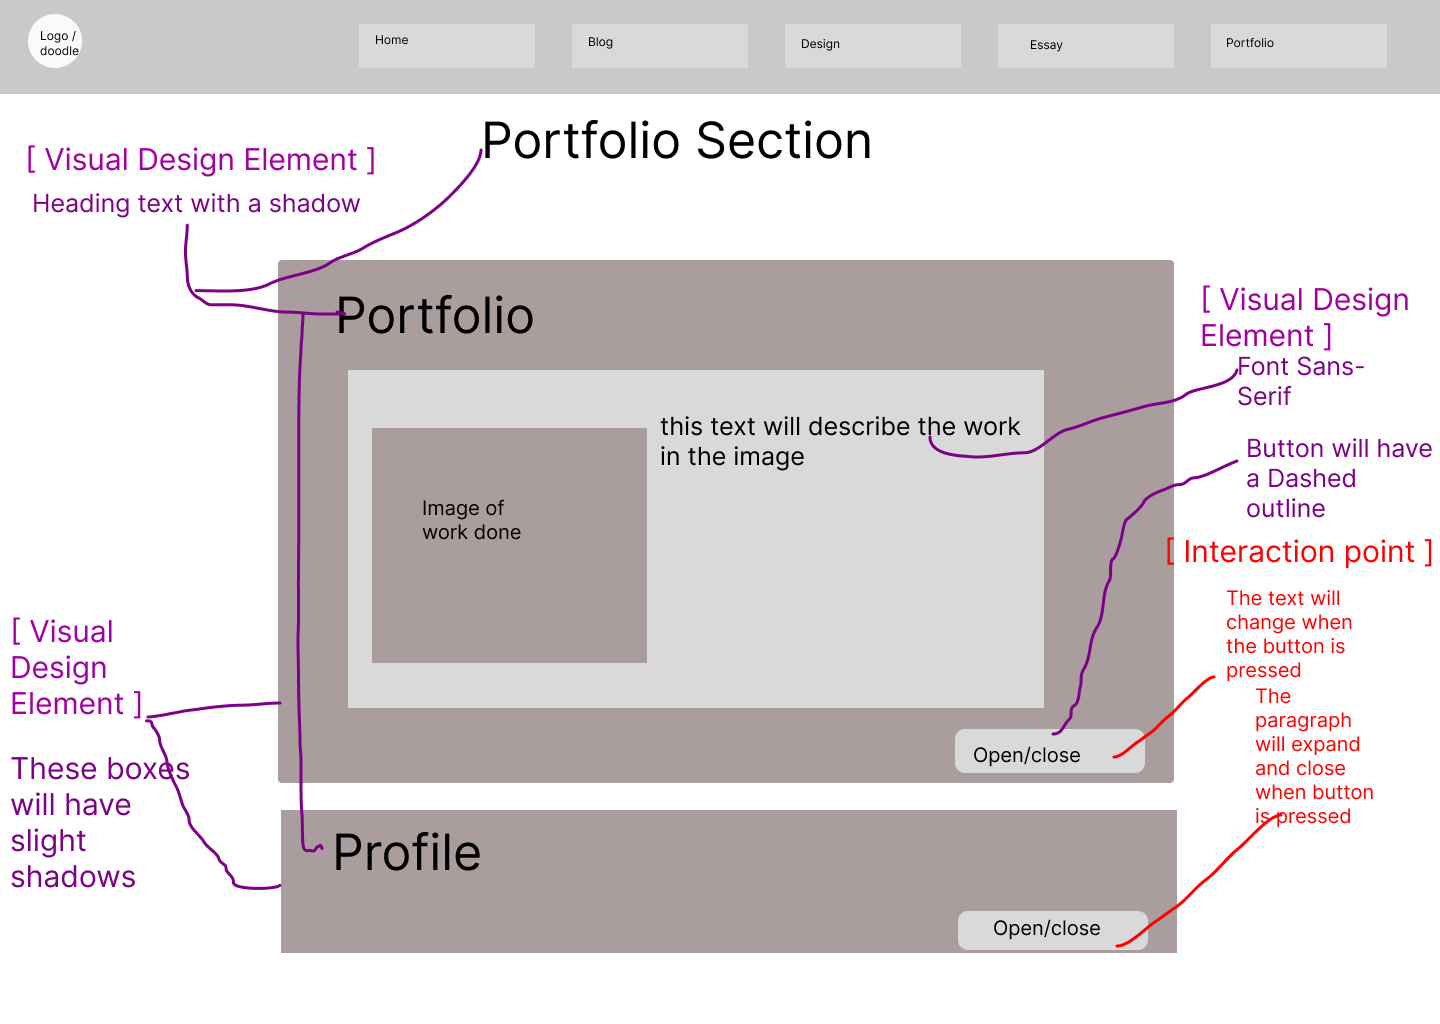 Logo /
doodle
Home
Blog
Design
Essay
Portfolio
Portfolio Section
[ Visual Design Element ]
Heading text with a shadow
Portfolio
[ Visual Design
Element ]
Font Sans-
Serif
this text will describe the work
in the image
Button will have
a Dashed
outline
Image of
work done
[ Interaction point ]
The text will
change when
the button is
pressed
The
paragraph
will expand
and close
when button
is pressed
[ Visual
Design
Element ]
Open/close
These boxes
will have
slight
shadows
Profile
Open/close